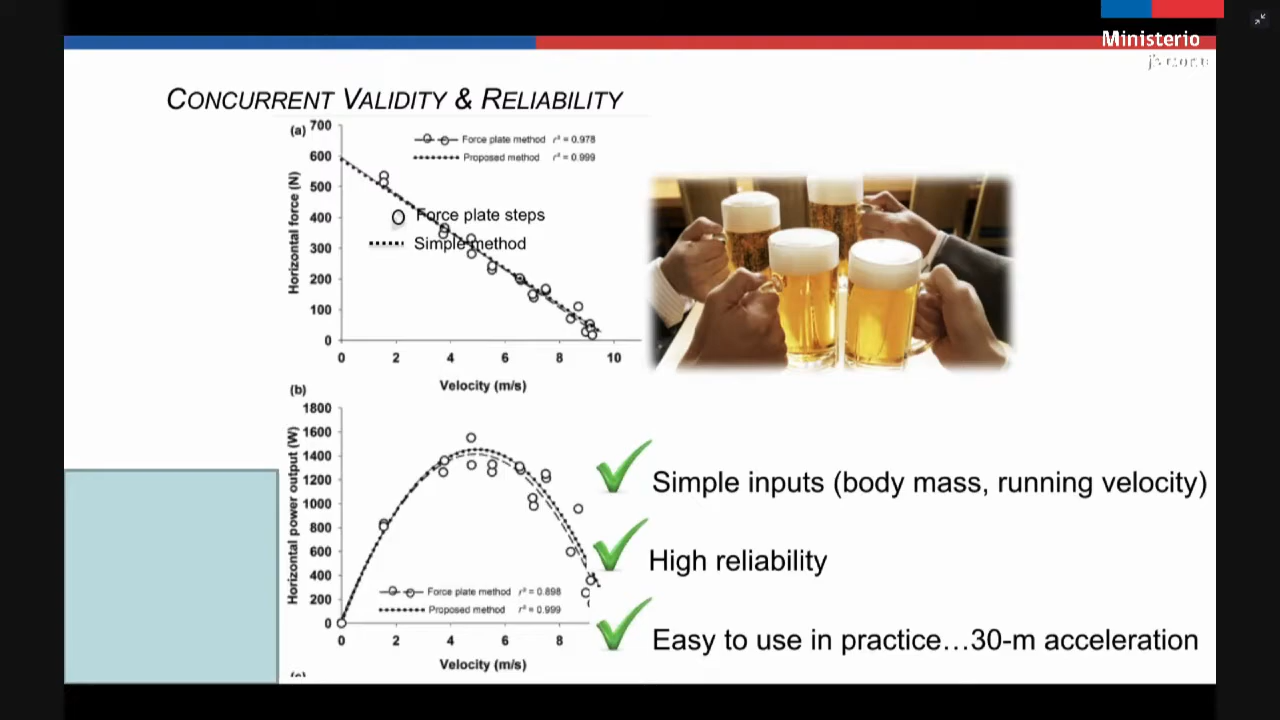 Ministerio
CONCURRENT VALIDITY & RELIABILITY
(a)
700
600
500
400
300
200
100
0
Horizontal force (N)
Force plate method r² = 0.978
Proposed method r² = 0.999
Force plate steps
Simple method
0 2 4 6 8 10
Velocity (m/s)
(b)
1800
1600
1400
1200
1000
800
600
400
200
0
Horizontal power output (W)
Force plate method r² = 0.898
Proposed method r² = 0.999
0 2 4 6 8
Velocity (m/s)
Simple inputs (body mass, running velocity)
High reliability
Easy to use in practice…30-m acceleration